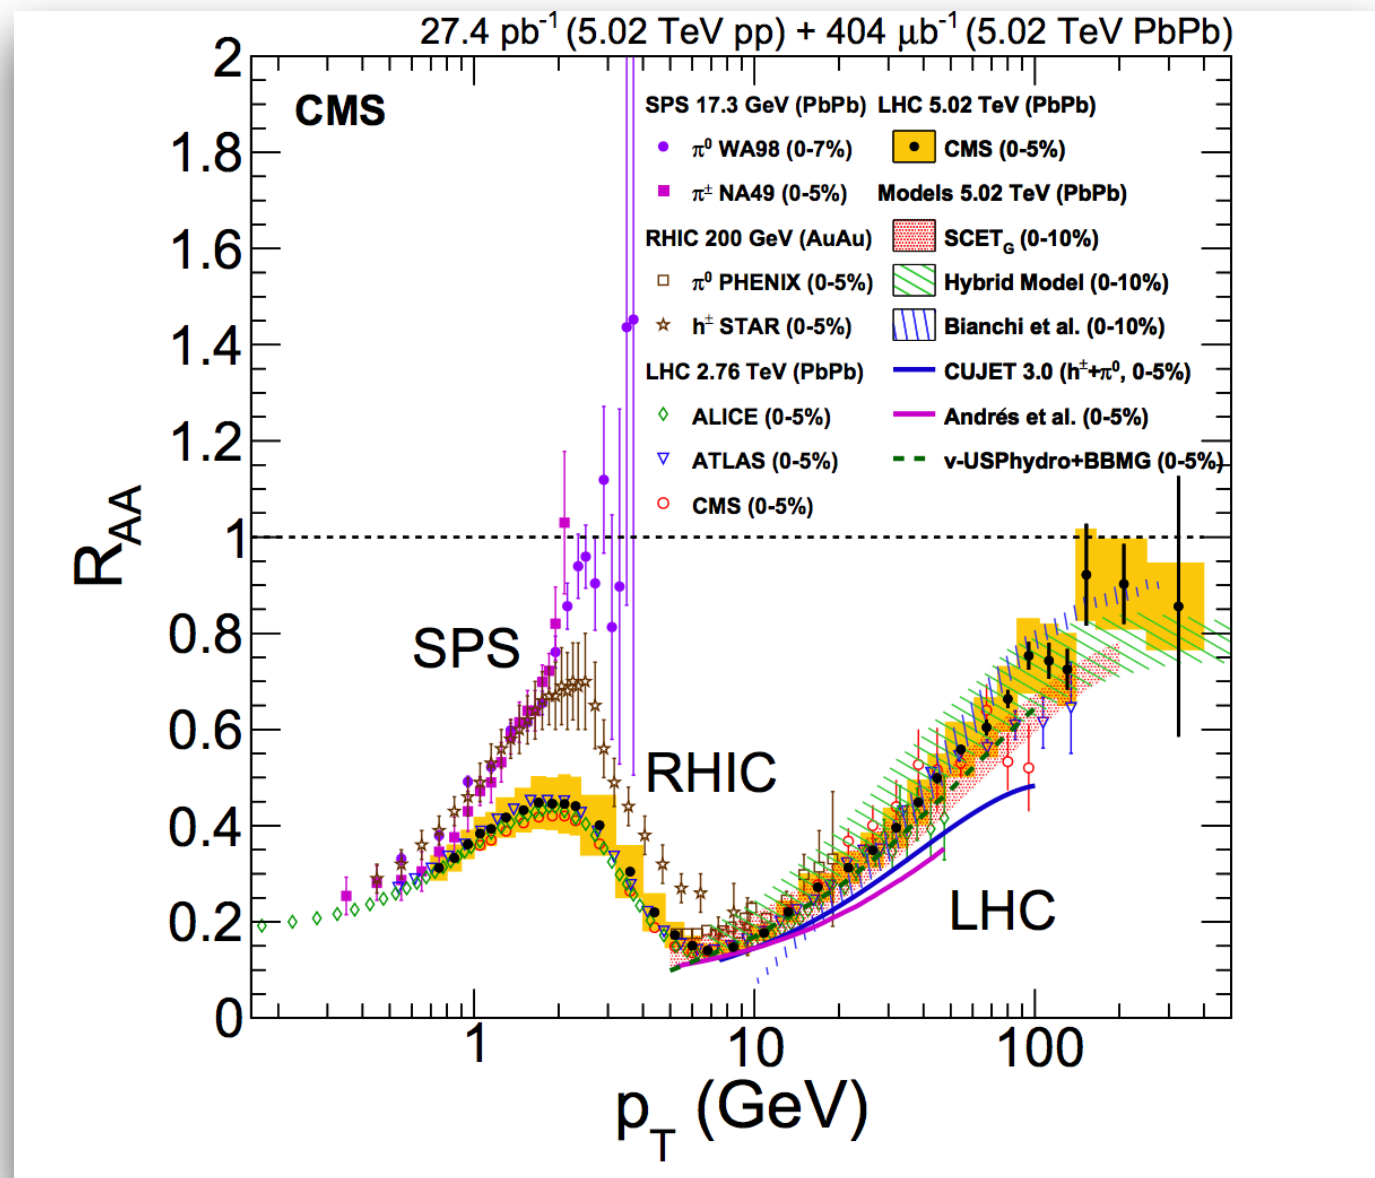 27.4 pb⁻¹ (5.02 TeV pp) + 404 μb⁻¹ (5.02 TeV PbPb)
CMS
SPS 17.3 GeV (PbPb)
π⁰ WA98 (0-7%)
π± NA49 (0-5%)
RHIC 200 GeV (AuAu)
π⁰ PHENIX (0-5%)
h± STAR (0-5%)
LHC 2.76 TeV (PbPb)
ALICE (0-5%)
ATLAS (0-5%)
CMS (0-5%)
LHC 5.02 TeV (PbPb)
CMS (0-5%)
Models 5.02 TeV (PbPb)
SCET_G (0-10%)
Hybrid Model (0-10%)
Bianchi et al. (0-10%)
CUJET 3.0 (h±+π⁰, 0-5%)
Andrés et al. (0-5%)
v-USPhydro+BBMG (0-5%)
SPS
RHIC
LHC
R_AA
2
1.8
1.6
1.4
1.2
1
0.8
0.6
0.4
0.2
0
1 10 100
p_T (GeV)